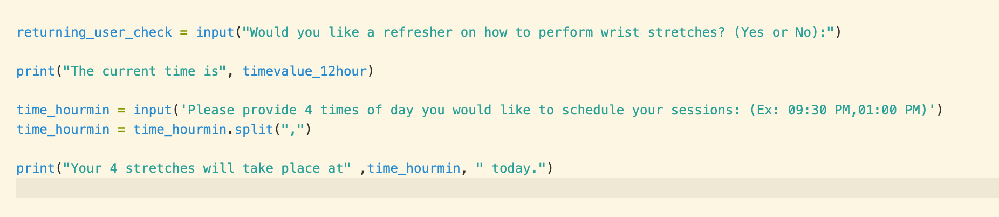 returning_user_check = input("Would you like a refresher on how to perform wrist stretches? (Yes or No):")
print("The current time is", timevalue_12hour)
time_hourmin = input('Please provide 4 times of day you would like to schedule your sessions: (Ex: 09:30 PM,01:00 PM)')
time_hourmin = time_hourmin.split(",")
print("Your 4 stretches will take place at" ,time_hourmin, " today.")